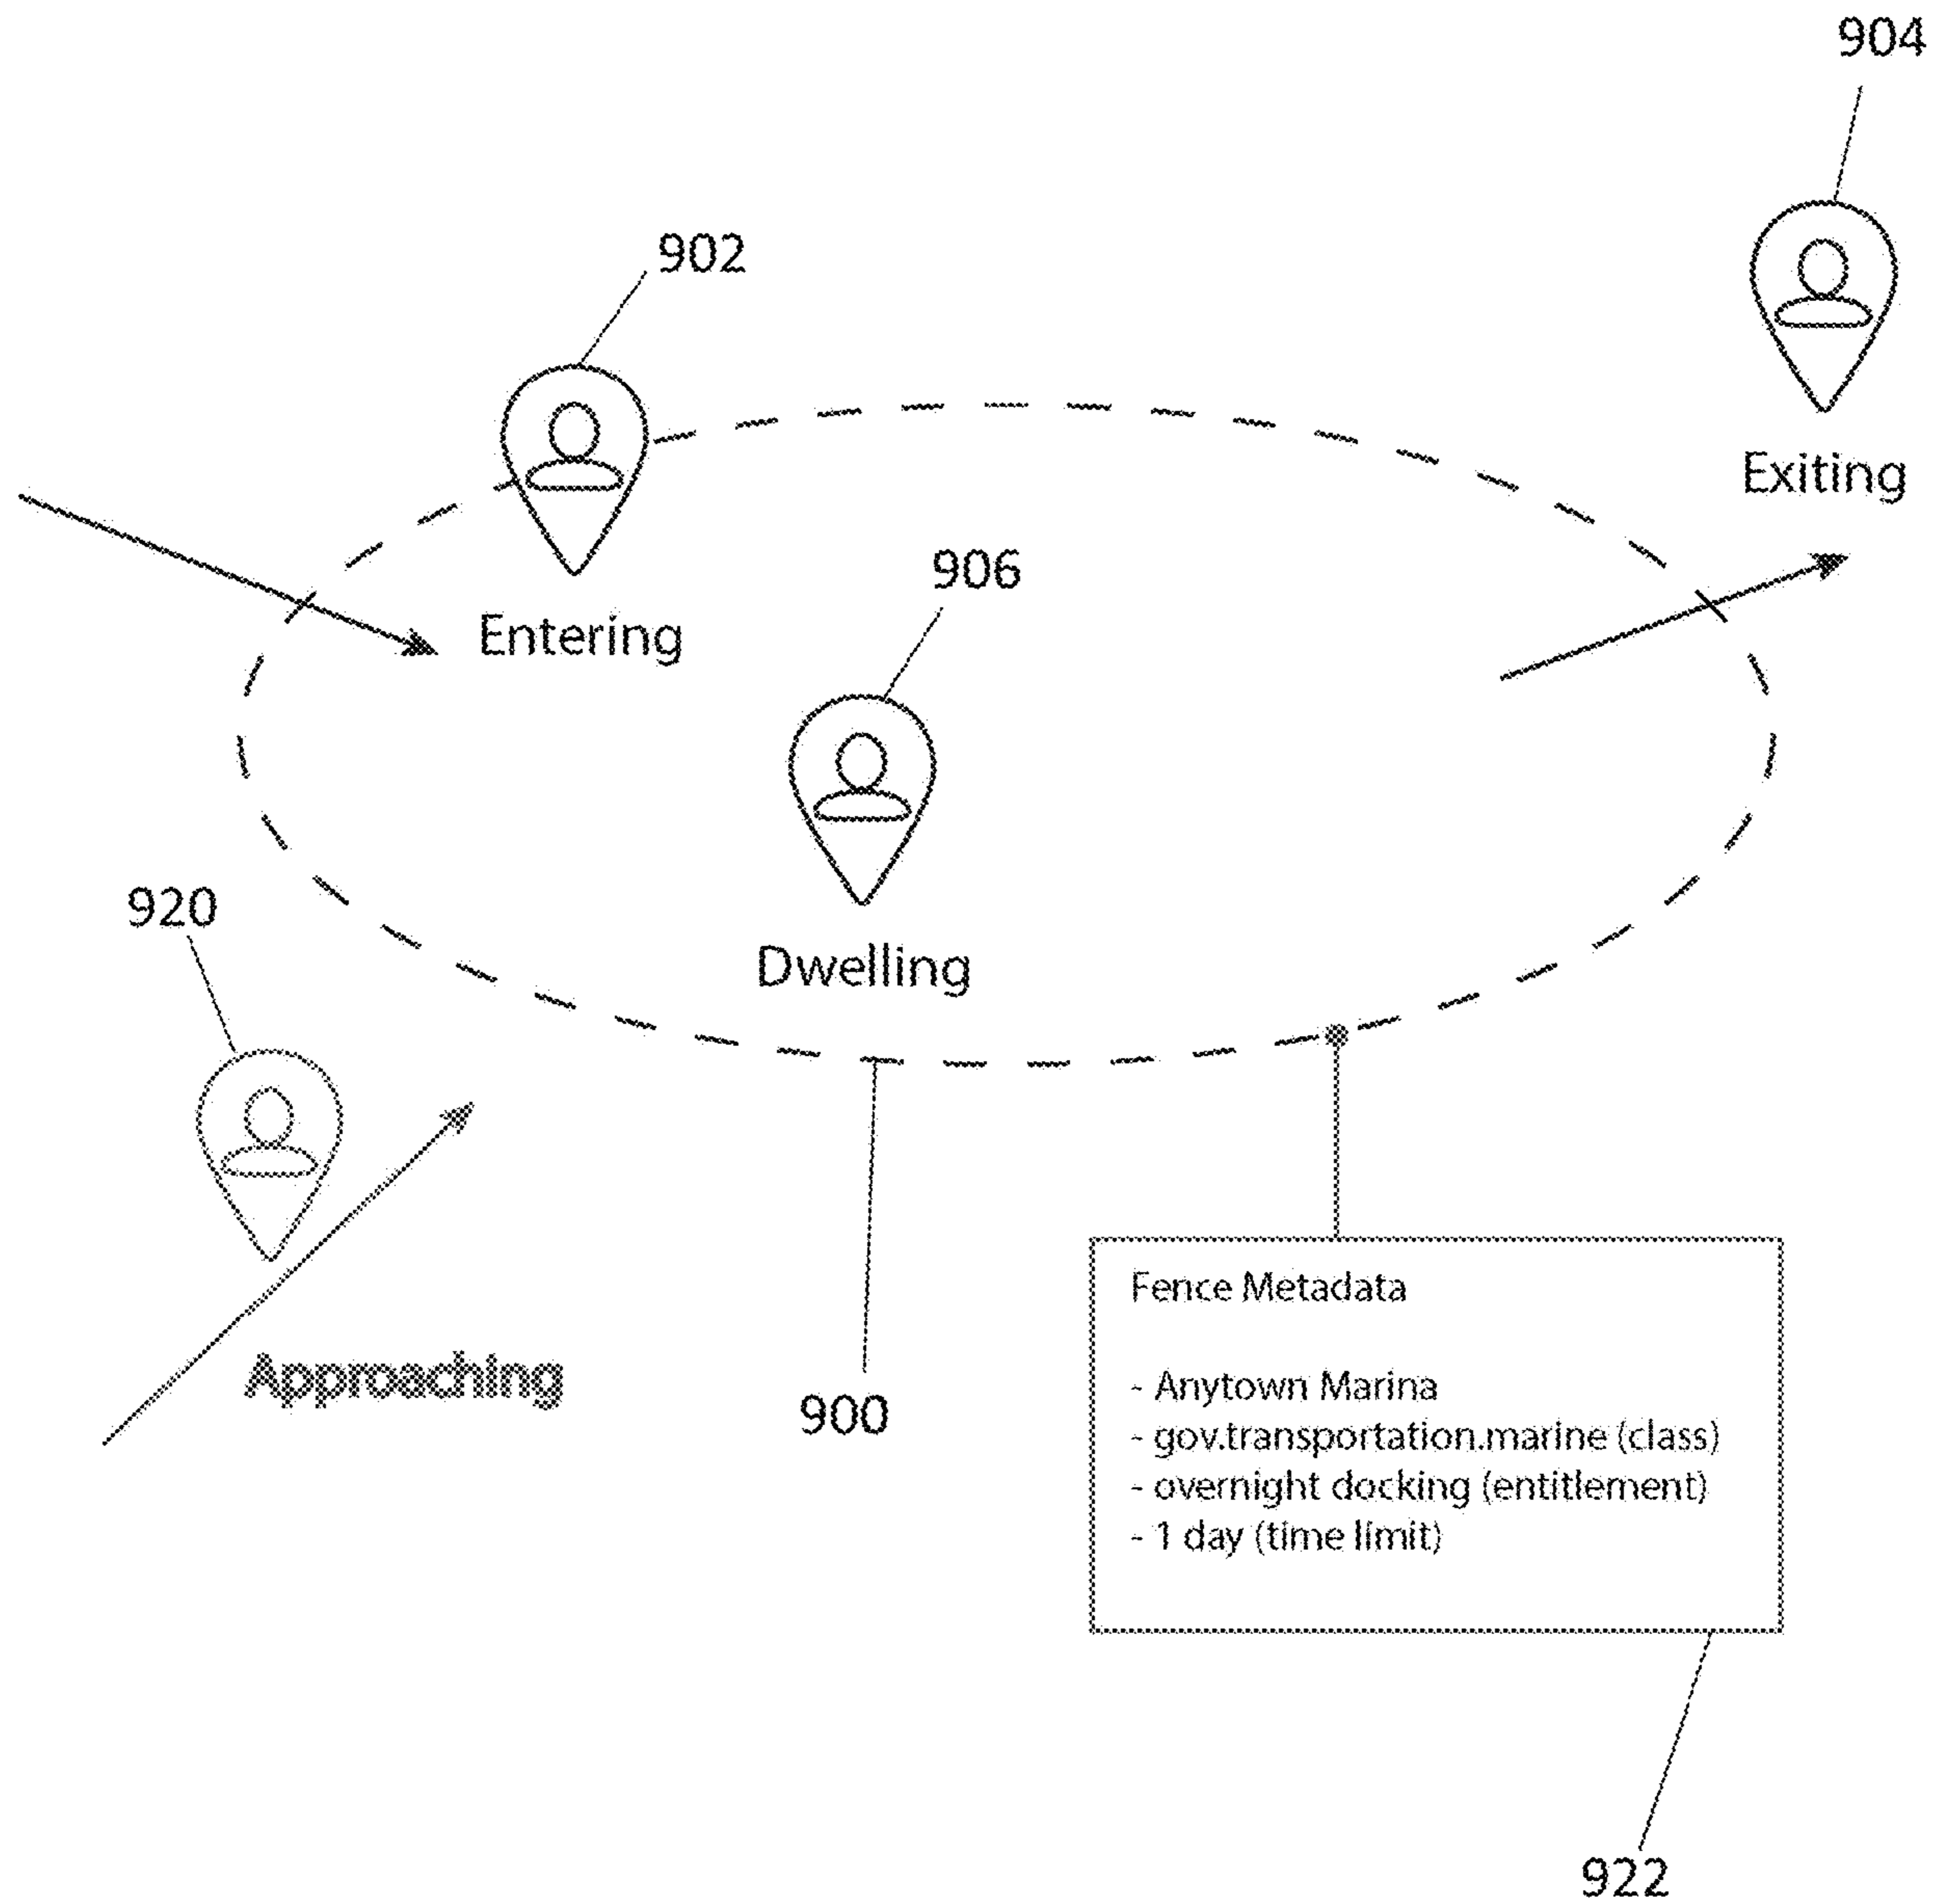 904
902
Exiting
906
Entering
920
Dwelling
Approaching
900
Fence Metadata
- Anytown Marina
- gov.transportation.marine (class)
- overnight docking (entitlement)
- 1 day (time limit)
922